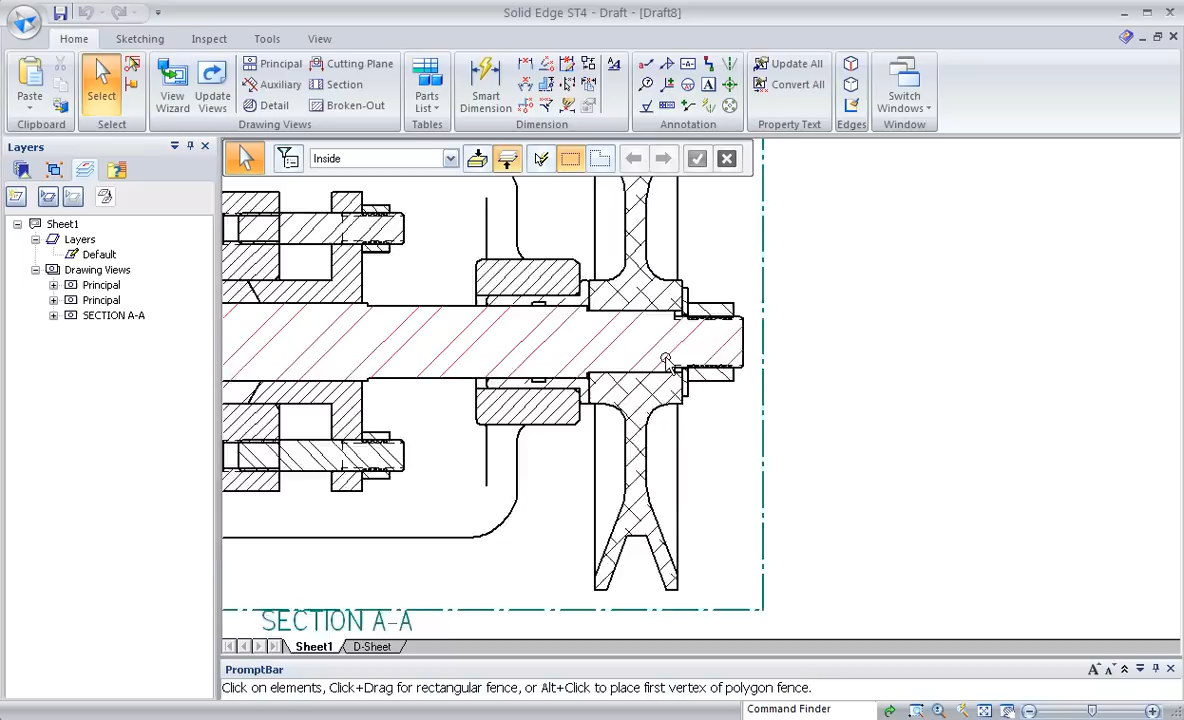 Solid Edge ST4 - Draft - [Draft8]
Home Sketching Inspect Tools View
Principal Cutting Plane Update All
Paste Select View Wizard Update Views Auxiliary Section Parts List Smart Dimension Convert All Switch Windows
Detail Broken-Out
Clipboard Select Drawing Views Tables Dimension Annotation Property Text Edges Window
Layers
Inside
Sheet1
Layers
Default
Drawing Views
Principal
Principal
SECTION A-A
SECTION A-A
Sheet1 D-Sheet
PromptBar
Click on elements, Click+Drag for rectangular fence, or Alt+Click to place first vertex of polygon fence.
Command Finder